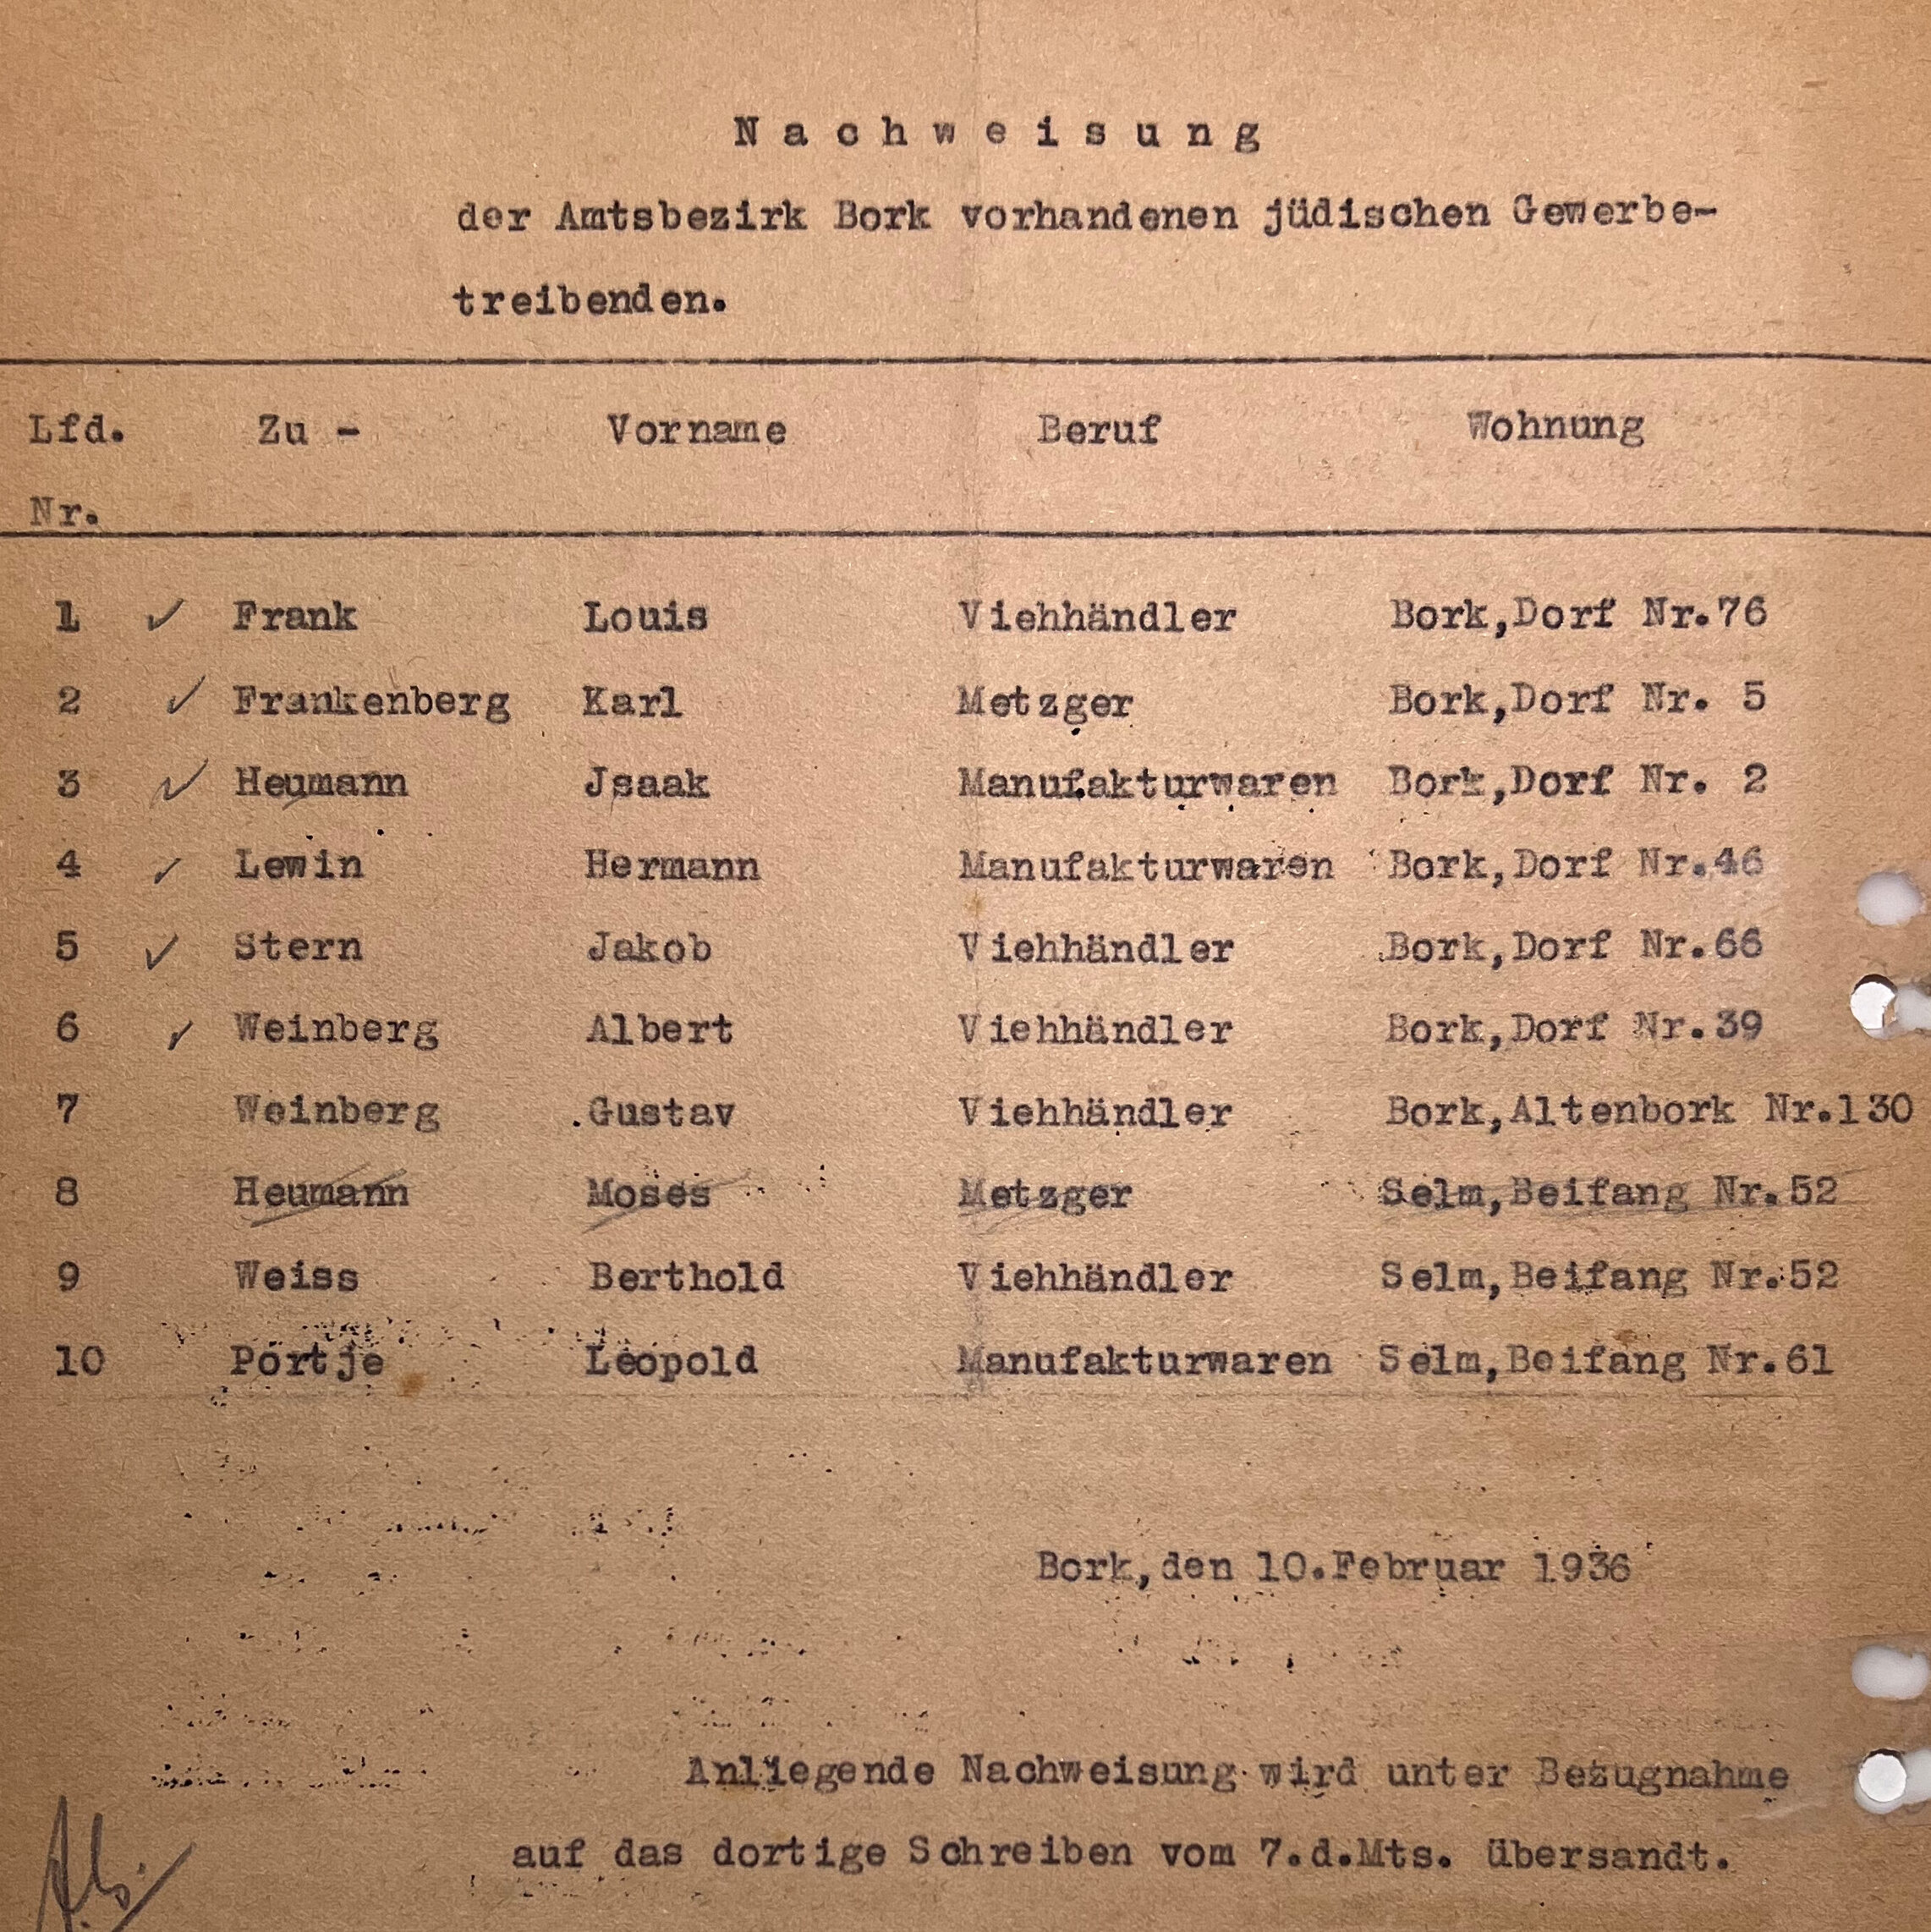 Nachweisung
der Amtsbezirk Bork vorhandenen jüdischen Gewerbe-
treibenden.
Lfd. Zu - Vorname Beruf Wohnung
Nr.
1 ✓ Frank Louis Viehhändler Bork,Dorf Nr.76
2 ✓ Frankenberg Karl Metzger Bork,Dorf Nr. 5
3 ✓ Heumann Jsaak Manufakturwaren Bork,Dorf Nr. 2
4 ✓ Lewin Hermann Manufakturwaren Bork,Dorf Nr.46
5 ✓ Stern Jakob Viehhändler Bork,Dorf Nr.66
6 ✓ Weinberg Albert Viehhändler Bork,Dorf Nr.39
7 Weinberg Gustav Viehhändler Bork,Altenbork Nr.130
8 Heumann Moses Metzger Selm,Beifang Nr.52
9 Weiss Berthold Viehhändler Selm,Beifang Nr.52
10 Pörtje Leopold Manufakturwaren Selm,Beifang Nr.61
Bork,den 10.Februar 1936
Anliegende Nachweisung wird unter Bezugnahme
auf das dortige Schreiben vom 7.d.Mts. übersandt.